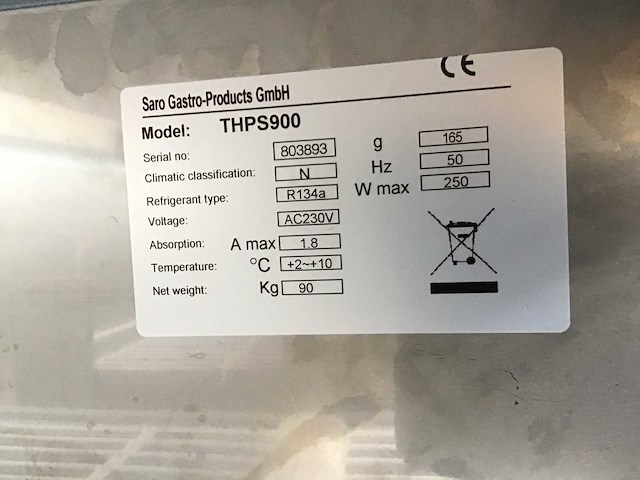 CE
Saro Gastro-Products GmbH
Model: THPS900
Serial no: 803893 g 165
Climatic classification: N Hz 50
Refrigerant type: R134a W max 250
Voltage: AC230V
Absorption: A max 1.8
Temperature: °C +2~+10
Net weight: Kg 90